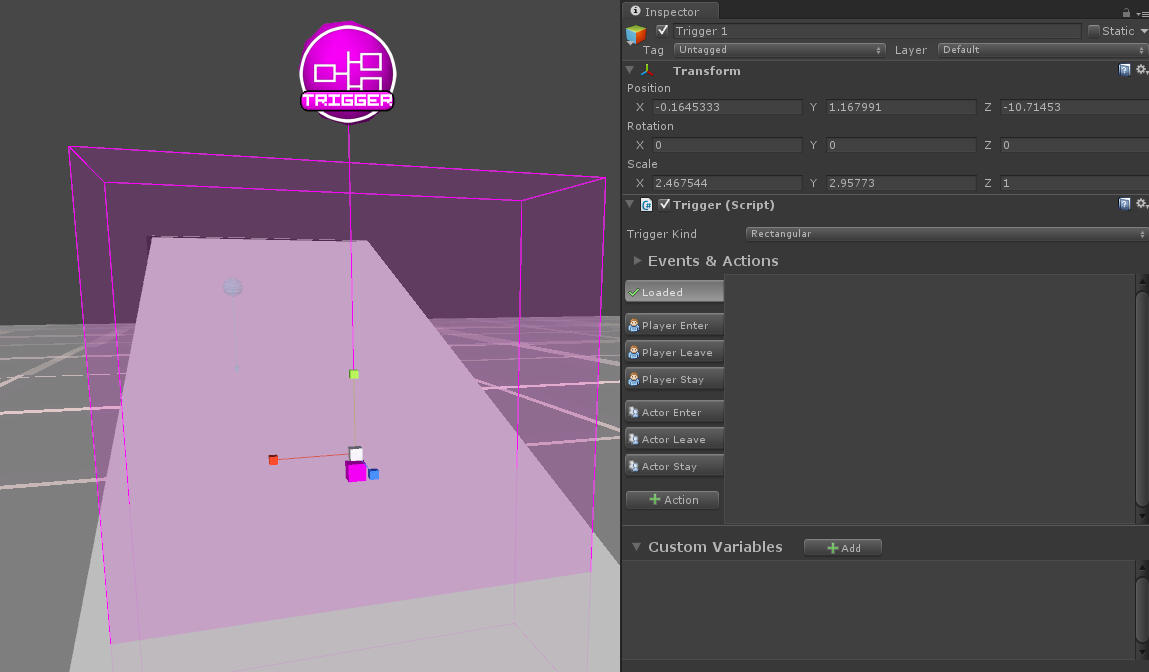 TRIGGER
Inspector
Trigger 1
Static
Tag Untagged Layer Default
Transform
Position
X -0.1645333 Y 1.167991 Z -10.71453
Rotation
X 0 Y 0 Z 0
Scale
X 2.467544 Y 2.95773 Z 1
Trigger (Script)
Trigger Kind Rectangular
Events & Actions
Loaded
Player Enter
Player Leave
Player Stay
Actor Enter
Actor Leave
Actor Stay
Action
Custom Variables Add